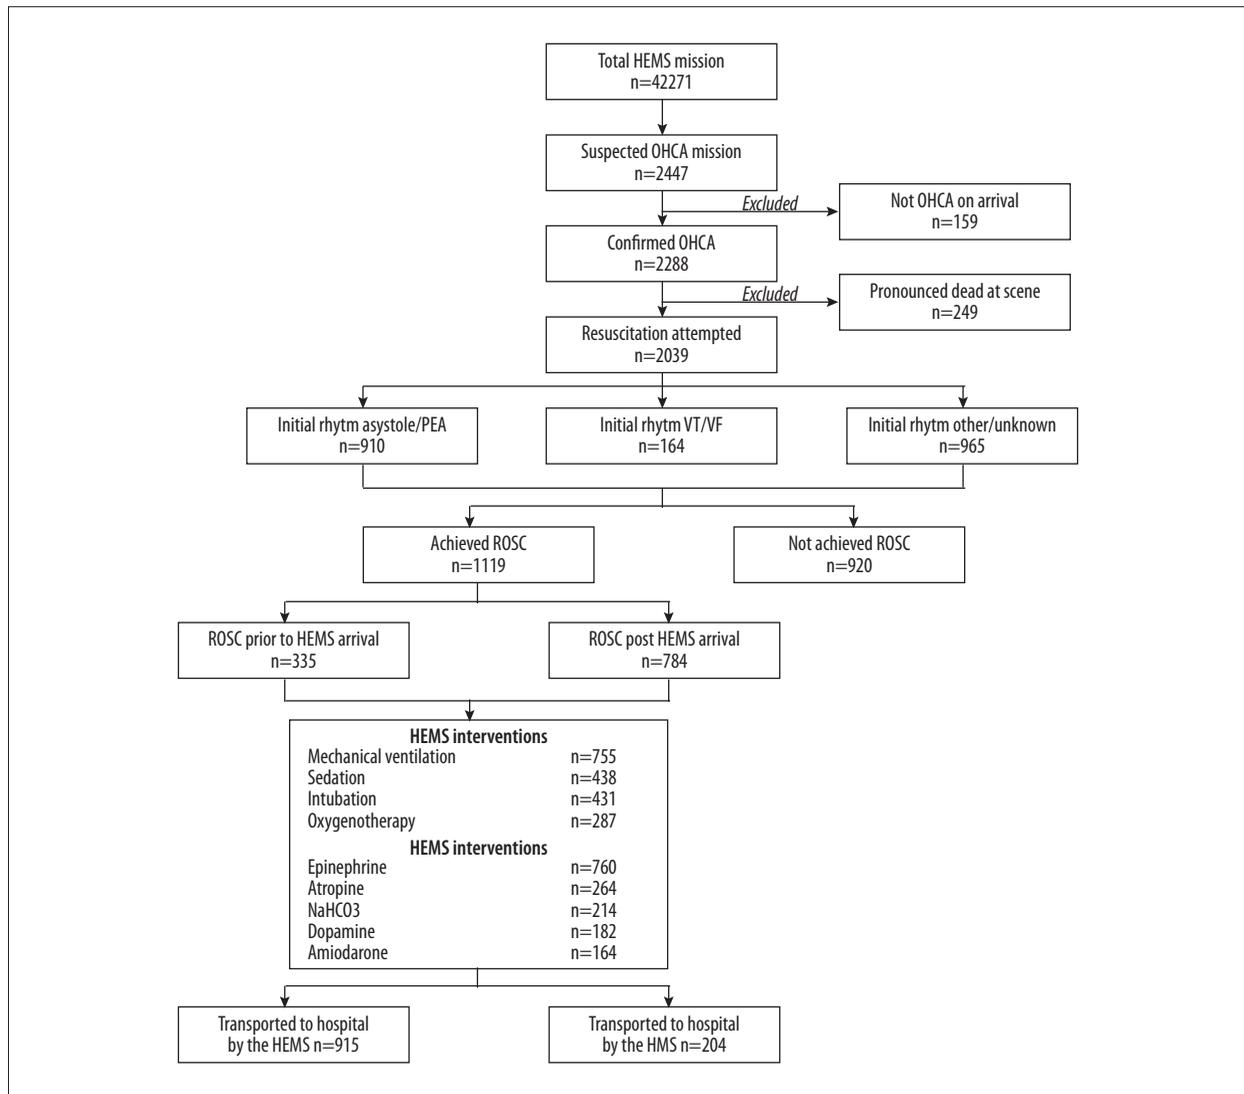 Total HEMS mission
n=42271
Suspected OHCA mission
n=2447
Excluded
Not OHCA on arrival
n=159
Confirmed OHCA
n=2288
Excluded
Pronounced dead at scene
n=249
Resuscitation attempted
n=2039
Initial rhytm asystole/PEA
n=910
Initial rhytm VT/VF
n=164
Initial rhytm other/unknown
n=965
Achieved ROSC
n=1119
Not achieved ROSC
n=920
ROSC prior to HEMS arrival
n=335
ROSC post HEMS arrival
n=784
HEMS interventions
Mechanical ventilation n=755
Sedation n=438
Intubation n=431
Oxygenotherapy n=287
HEMS interventions
Epinephrine n=760
Atropine n=264
NaHCO3 n=214
Dopamine n=182
Amiodarone n=164
Transported to hospital
by the HEMS n=915
Transported to hospital
by the HMS n=204